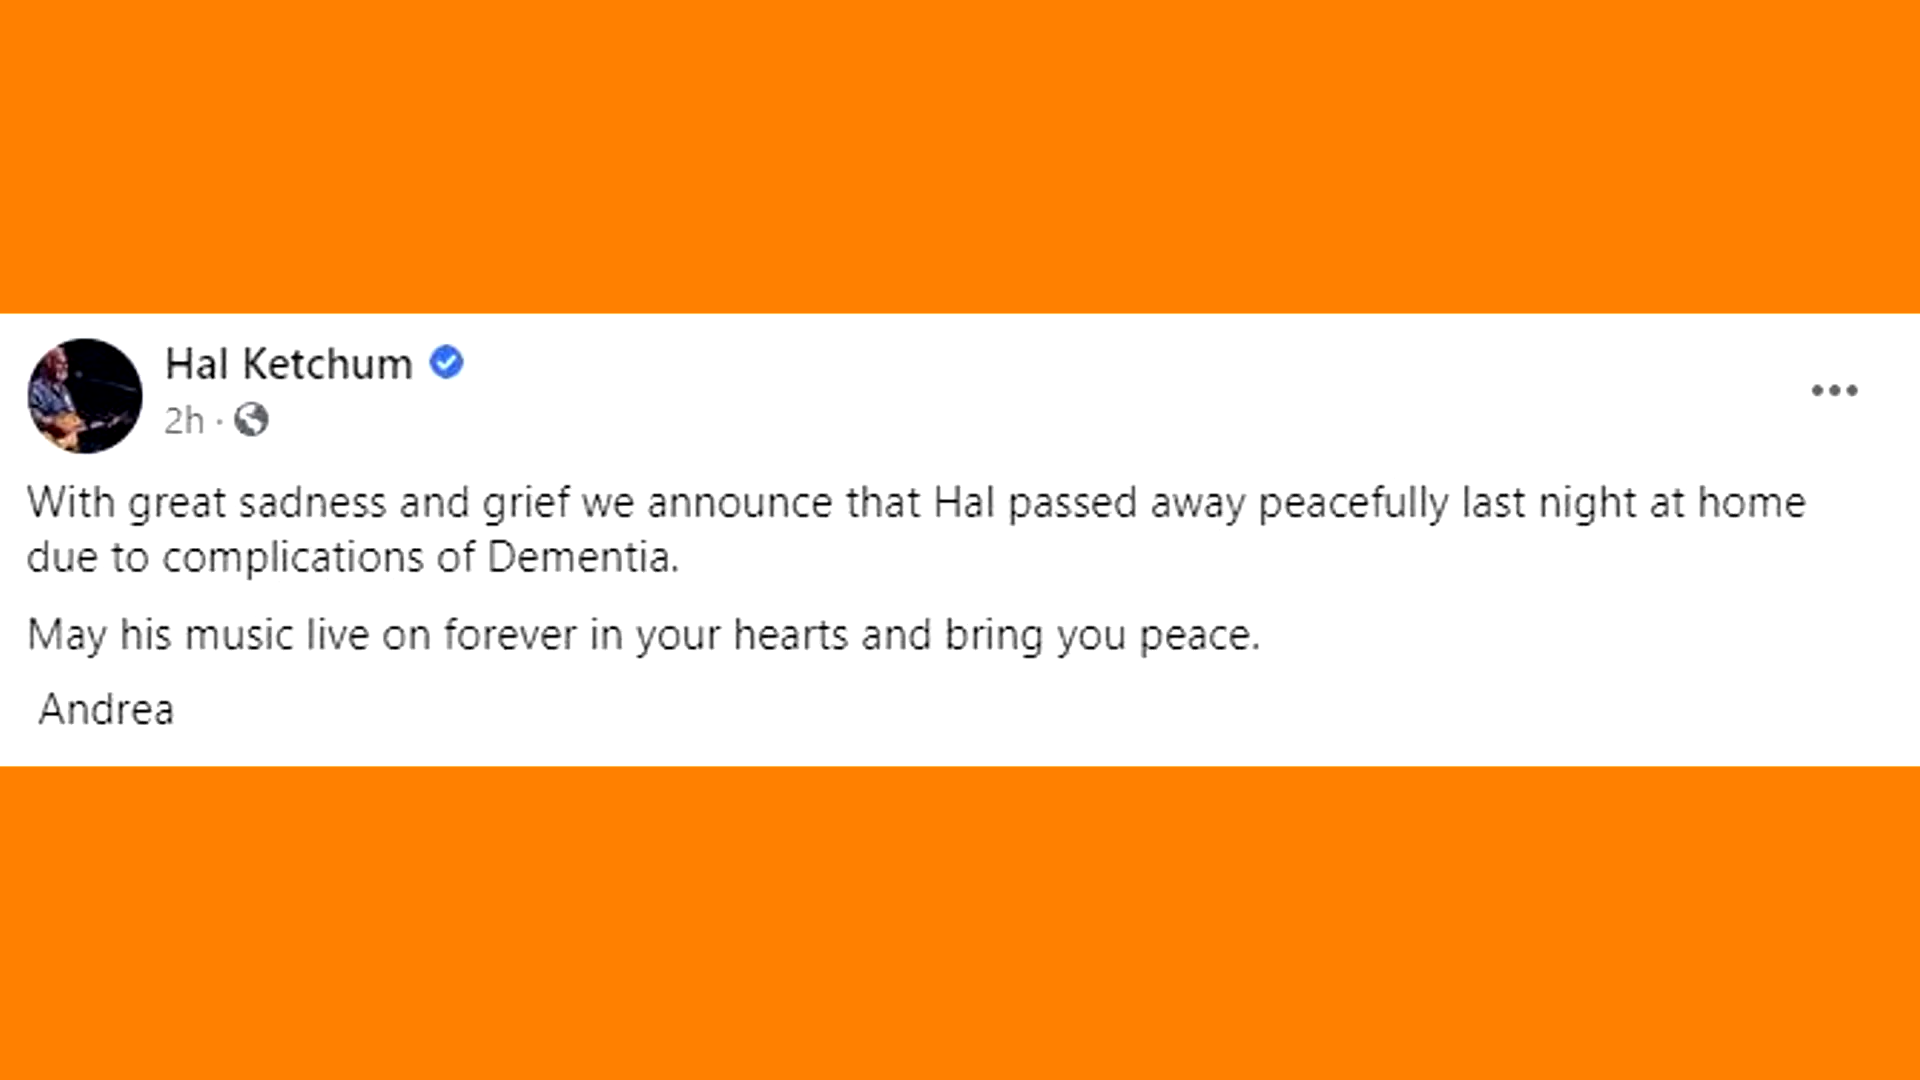 Hal Ketchum
2h ·
With great sadness and grief we announce that Hal passed away peacefully last night at home
due to complications of Dementia.
May his music live on forever in your hearts and bring you peace.
Andrea